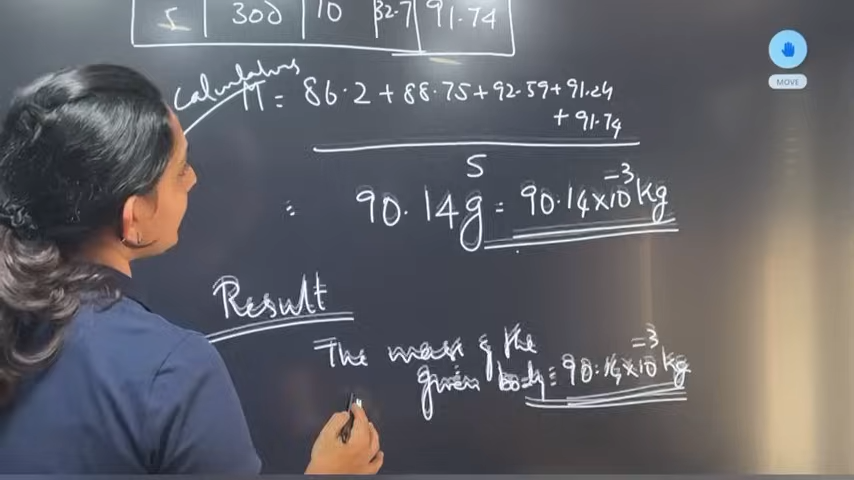 5 300 10 32.7 91.74
Calculations
M = 86.2 + 88.75 + 92.59 + 91.24
+ 91.74
5
: 90.14g = 90.14×10⁻³kg
Result
The mass of the
given body = 90.14×10⁻³kg
MOVE